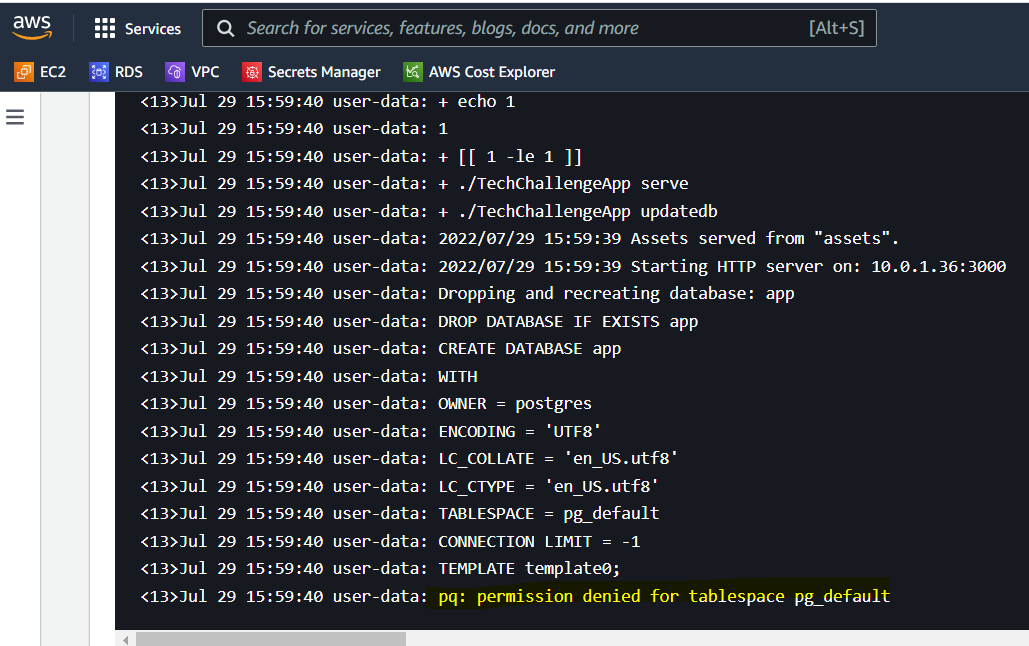 aws
Services
Search for services, features, blogs, docs, and more
[Alt+S]
EC2
RDS
VPC
Secrets Manager
AWS Cost Explorer
<13>Jul 29 15:59:40 user-data: + echo 1
<13>Jul 29 15:59:40 user-data: 1
<13>Jul 29 15:59:40 user-data: + [[ 1 -le 1 ]]
<13>Jul 29 15:59:40 user-data: + ./TechChallengeApp serve
<13>Jul 29 15:59:40 user-data: + ./TechChallengeApp updatedb
<13>Jul 29 15:59:40 user-data: 2022/07/29 15:59:39 Assets served from "assets".
<13>Jul 29 15:59:40 user-data: 2022/07/29 15:59:39 Starting HTTP server on: 10.0.1.36:3000
<13>Jul 29 15:59:40 user-data: Dropping and recreating database: app
<13>Jul 29 15:59:40 user-data: DROP DATABASE IF EXISTS app
<13>Jul 29 15:59:40 user-data: CREATE DATABASE app
<13>Jul 29 15:59:40 user-data: WITH
<13>Jul 29 15:59:40 user-data: OWNER = postgres
<13>Jul 29 15:59:40 user-data: ENCODING = 'UTF8'
<13>Jul 29 15:59:40 user-data: LC_COLLATE = 'en_US.utf8'
<13>Jul 29 15:59:40 user-data: LC_CTYPE = 'en_US.utf8'
<13>Jul 29 15:59:40 user-data: TABLESPACE = pg_default
<13>Jul 29 15:59:40 user-data: CONNECTION LIMIT = -1
<13>Jul 29 15:59:40 user-data: TEMPLATE template0;
<13>Jul 29 15:59:40 user-data: pq: permission denied for tablespace pg_default